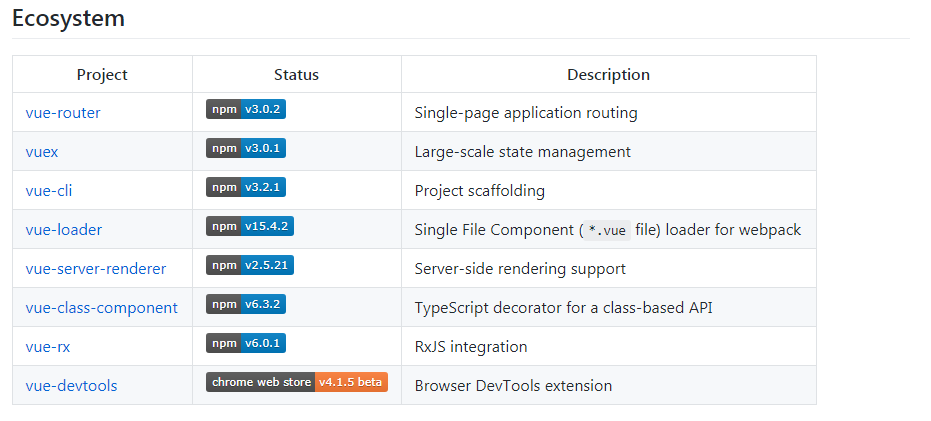 Ecosystem
Project Status Description
vue-router npm v3.0.2 Single-page application routing
vuex npm v3.0.1 Large-scale state management
vue-cli npm v3.2.1 Project scaffolding
vue-loader npm v15.4.2 Single File Component ( *.vue file) loader for webpack
vue-server-renderer npm v2.5.21 Server-side rendering support
vue-class-component npm v6.3.2 TypeScript decorator for a class-based API
vue-rx npm v6.0.1 RxJS integration
vue-devtools chrome web store v4.1.5 beta Browser DevTools extension